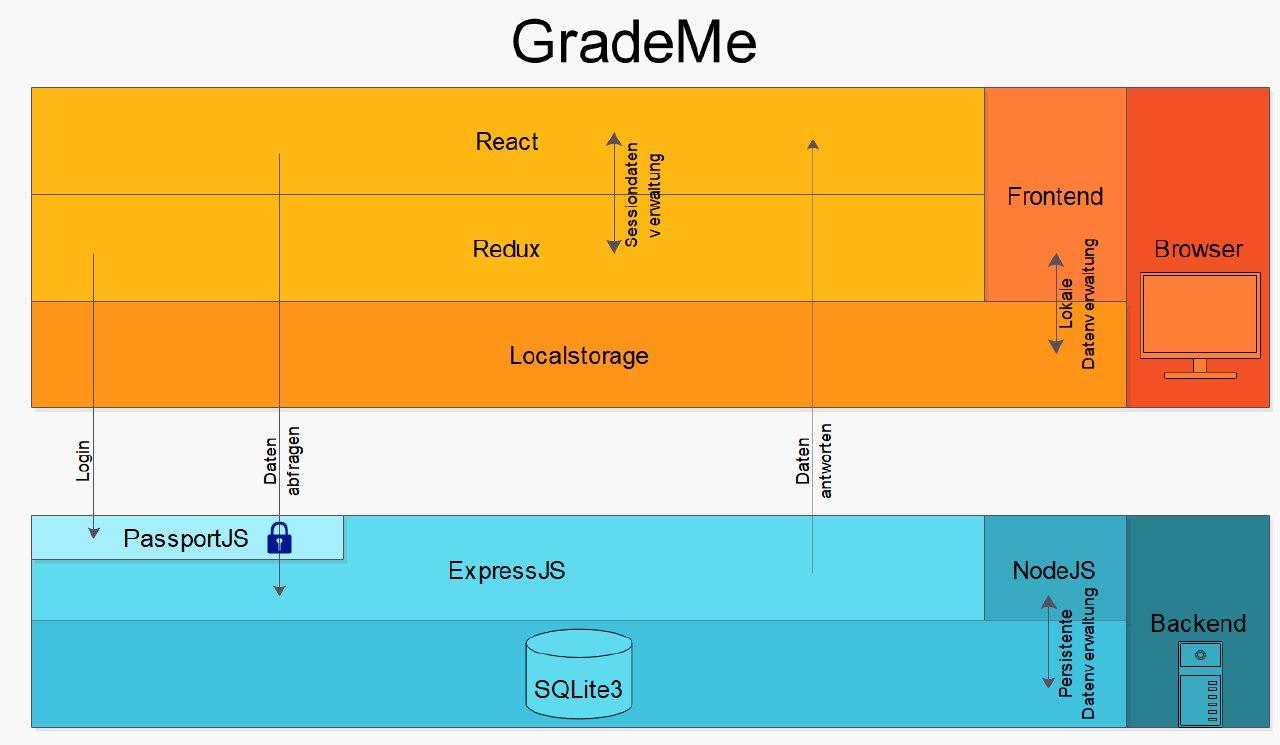 GradeMe
React
Sessiondaten
verwaltung
Frontend
Redux
Browser
Lokale
Datenverwaltung
Localstorage
Login
Daten
abfragen
Daten
antworten
PassportJS
ExpressJS
NodeJS
Persistente
Datenverwaltung
Backend
SQLite3